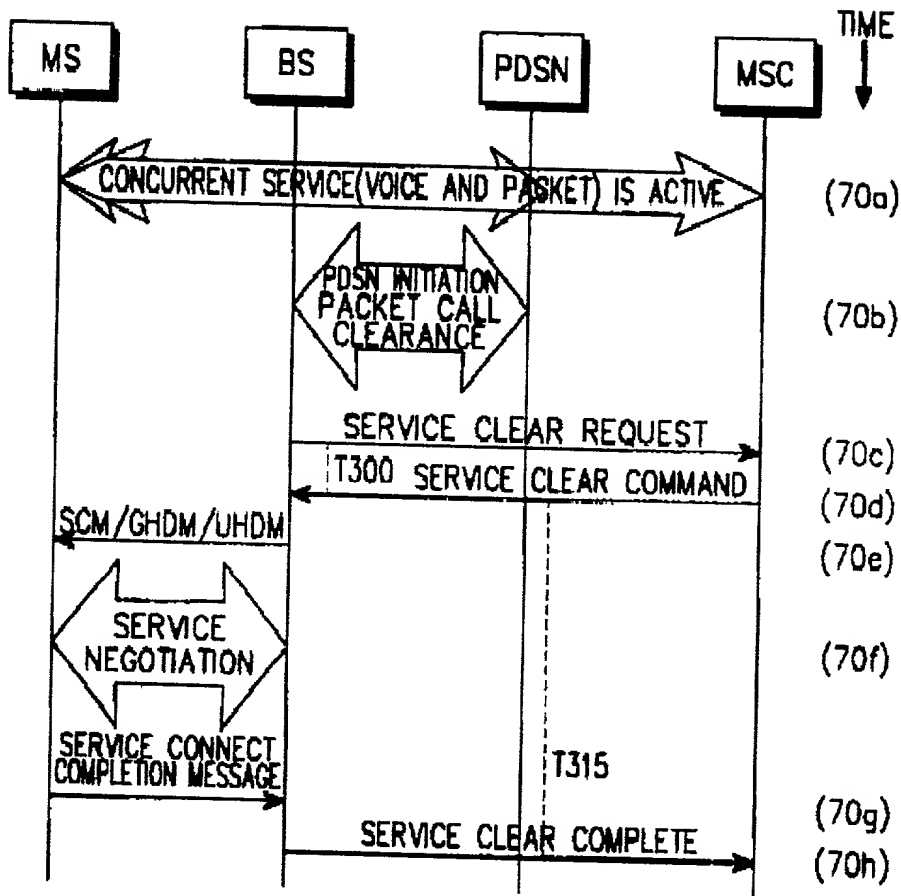 TIME
MS
BS
PDSN
MSC
CONCURRENT SERVICE(VOICE AND PACKET) IS ACTIVE
(70a)
PDSN INITIATION
PACKET CALL
CLEARANCE
(70b)
SERVICE CLEAR REQUEST
(70c)
T300
SERVICE CLEAR COMMAND
(70d)
SCM/GHDM/UHDM
(70e)
SERVICE
NEGOTIATION
(70f)
SERVICE CONNECT
COMPLETION MESSAGE
T315
(70g)
SERVICE CLEAR COMPLETE
(70h)